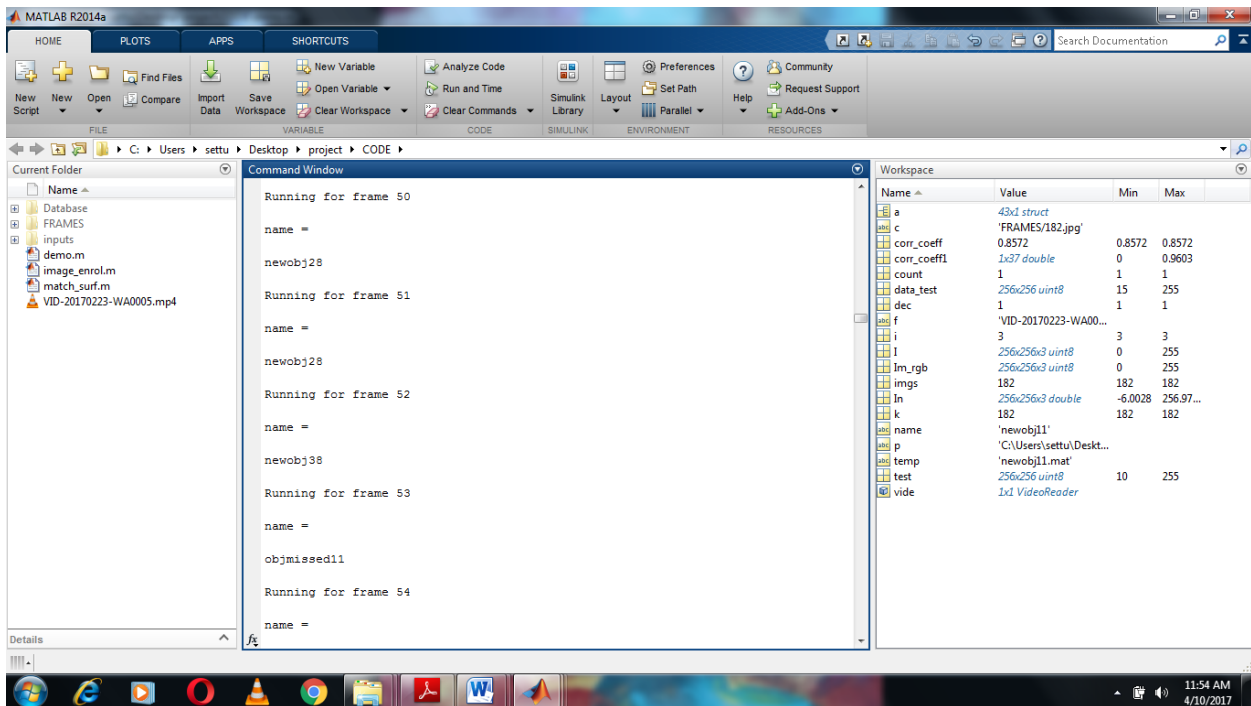 MATLAB R2014a
HOME PLOTS APPS SHORTCUTS
Search Documentation
New Script
New
Open
Find Files
Compare
Import Data
Save Workspace
New Variable
Open Variable
Clear Workspace
Analyze Code
Run and Time
Clear Commands
Simulink Library
Layout
Preferences
Set Path
Parallel
Help
Community
Request Support
Add-Ons
FILE VARIABLE CODE SIMULINK ENVIRONMENT RESOURCES
C: Users settu Desktop project CODE
Current Folder
Name
Database
FRAMES
inputs
demo.m
image_enrol.m
match_surf.m
VID-20170223-WA0005.mp4
Details
Command Window
Running for frame 50
name =
newobj28
Running for frame 51
name =
newobj28
Running for frame 52
name =
newobj38
Running for frame 53
name =
objmissed11
Running for frame 54
name =
fx
Workspace
Name Value Min Max
a 43x1 struct
abc c 'FRAMES/182.jpg'
corr_coeff 0.8572 0.8572 0.8572
corr_coeff1 1x37 double 0 0.9603
count 1 1 1
data_test 256x256 uint8 15 255
dec 1 1 1
abc f 'VID-20170223-WA00...
i 3 3 3
I 256x256x3 uint8 0 255
Im_rgb 256x256x3 uint8 0 255
imgs 182 182 182
In 256x256x3 double -6.0028 256.97...
k 182 182 182
abc name 'newobj11'
abc p 'C:\Users\settu\Deskt...
abc temp 'newobj11.mat'
test 256x256 uint8 10 255
vide 1x1 VideoReader
11:54 AM
4/10/2017